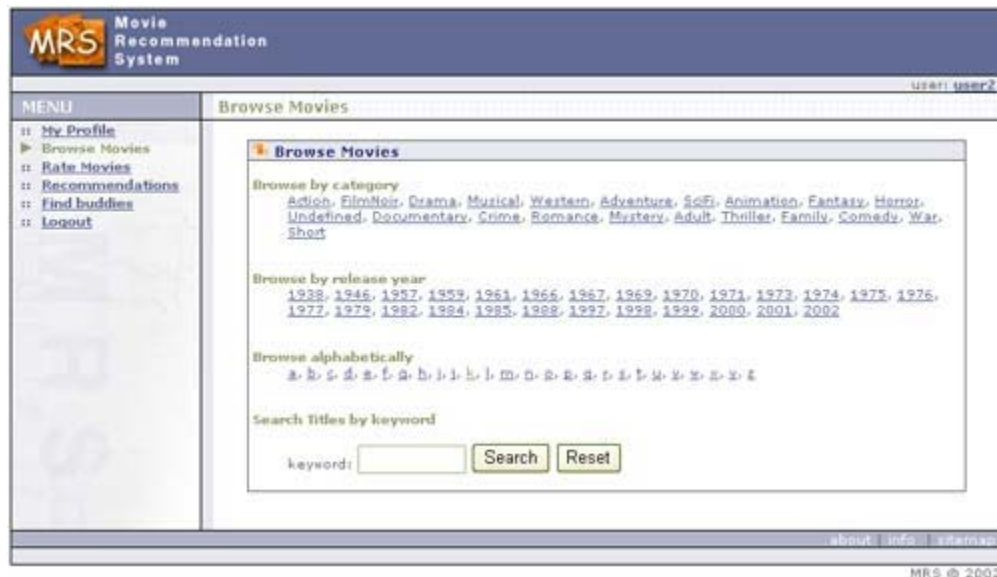 MRS
Movie
Recommendation
System
user: user2
MENU
Browse Movies
:: My Profile
Browse Movies
:: Rate Movies
:: Recommendations
:: Find buddies
:: Logout
Browse Movies
Browse by category
Action, FilmNoir, Drama, Musical, Western, Adventure, SciFi, Animation, Fantasy, Horror,
Undefined, Documentary, Crime, Romance, Mystery, Adult, Thriller, Family, Comedy, War,
Short
Browse by release year
1938, 1946, 1957, 1959, 1961, 1966, 1967, 1969, 1970, 1971, 1973, 1974, 1975, 1976,
1977, 1979, 1982, 1984, 1985, 1988, 1997, 1998, 1999, 2000, 2001, 2002
Browse alphabetically
a, b, c, d, e, f, g, h, i, j, k, l, m, n, o, p, q, r, s, t, u, v, w, x, y, z
Search Titles by keyword
keyword: Search Reset
about | info | sitemap
MRS @